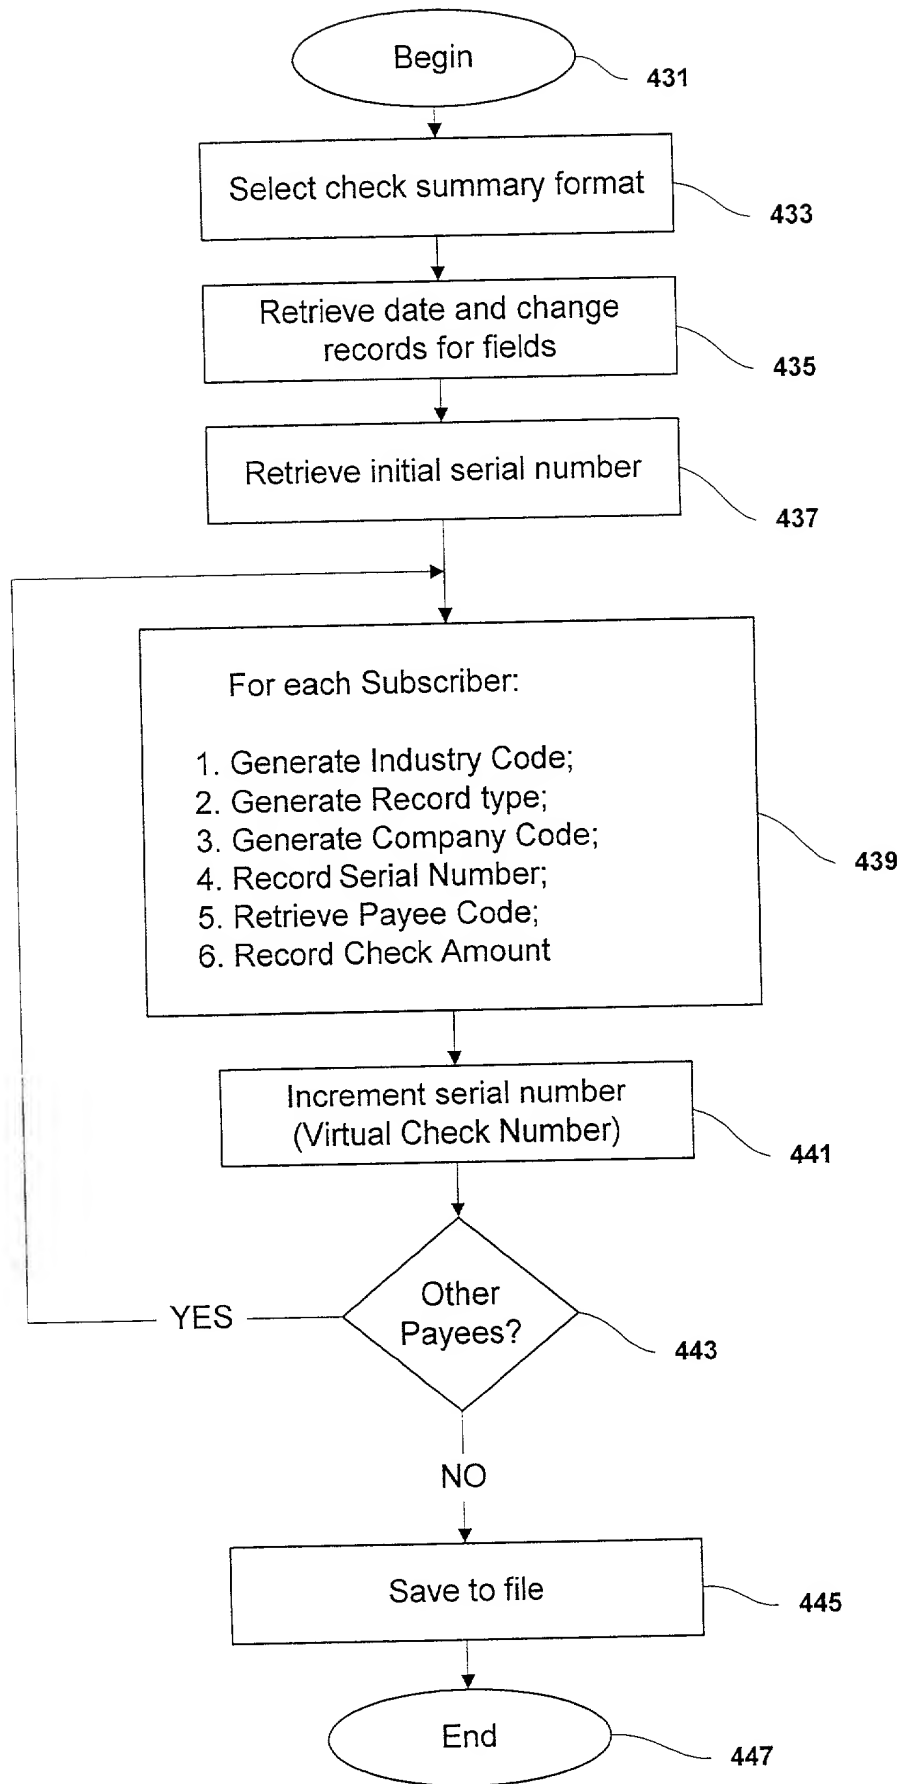 Begin
431
Select check summary format
433
Retrieve date and change
records for fields
435
Retrieve initial serial number
437
For each Subscriber:
1. Generate Industry Code;
2. Generate Record type;
3. Generate Company Code;
4. Record Serial Number;
5. Retrieve Payee Code;
6. Record Check Amount
439
Increment serial number
(Virtual Check Number)
441
Other
Payees?
443
YES
NO
Save to file
445
End
447